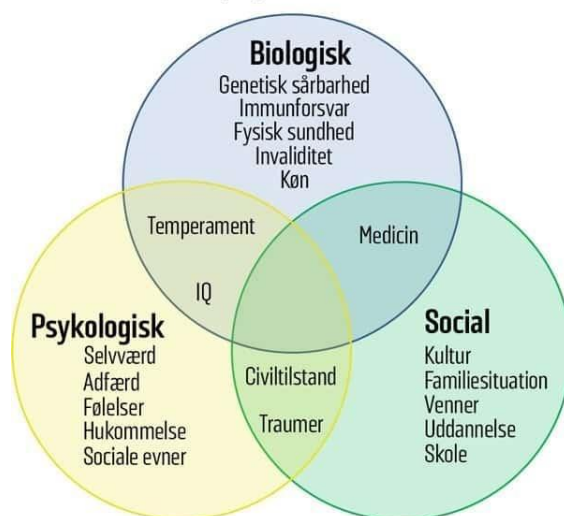 Biologisk
Genetisk sårbarhed
Immunforsvar
Fysisk sundhed
Invaliditet
Køn
Temperament
IQ
Medicin
Psykologisk
Selvværd
Adfærd
Følelser
Hukommelse
Sociale evner
Civiltilstand
Traumer
Social
Kultur
Familiesituation
Venner
Uddannelse
Skole